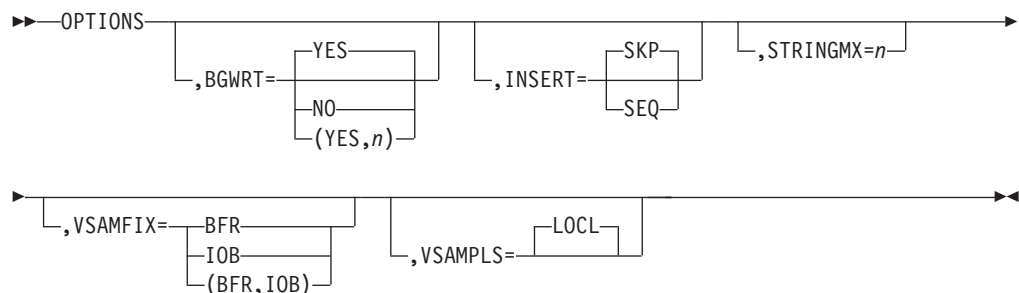 OPTIONS
,BGWRT=
YES
NO
(YES,n)
,INSERT=
SKP
SEQ
,STRINGMX=n
,VSAMFIX=
BFR
IOB
(BFR,IOB)
,VSAMPLS=
LOCL